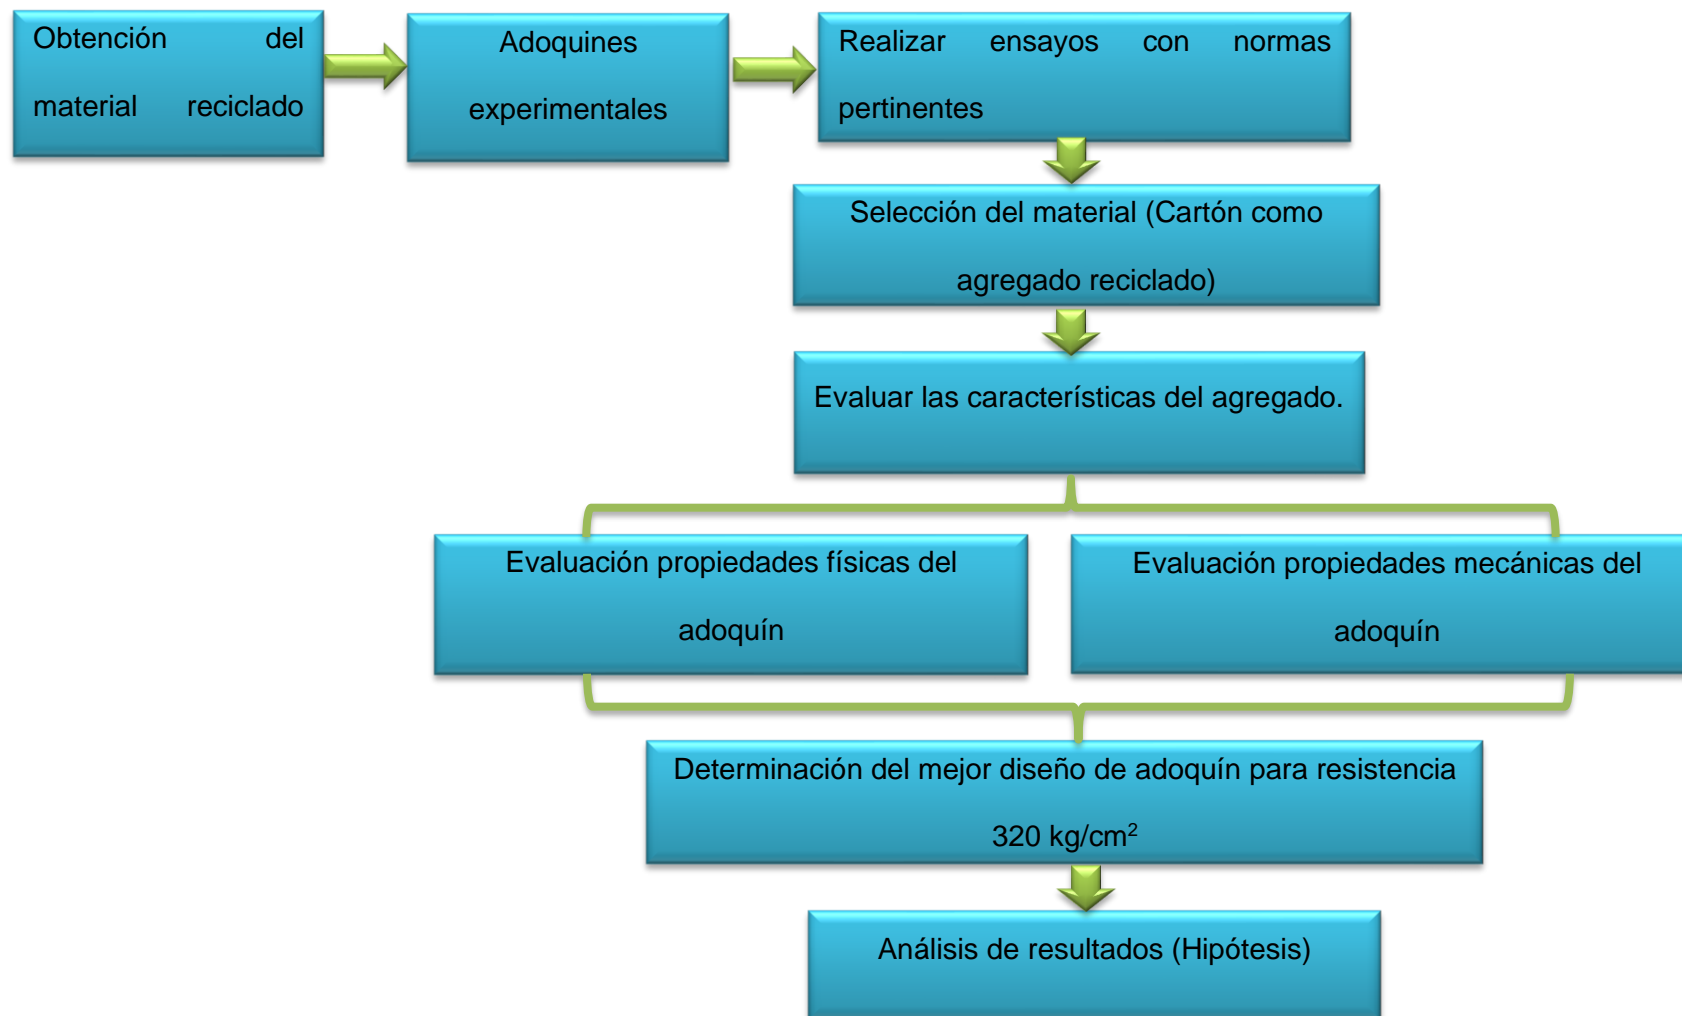 Obtención del
material reciclado
Adoquines
experimentales
Realizar ensayos con normas
pertinentes
Selección del material (Cartón como
agregado reciclado)
Evaluar las características del agregado.
Evaluación propiedades físicas del
adoquín
Evaluación propiedades mecánicas del
adoquín
Determinación del mejor diseño de adoquín para resistencia
320 kg/cm²
Análisis de resultados (Hipótesis)